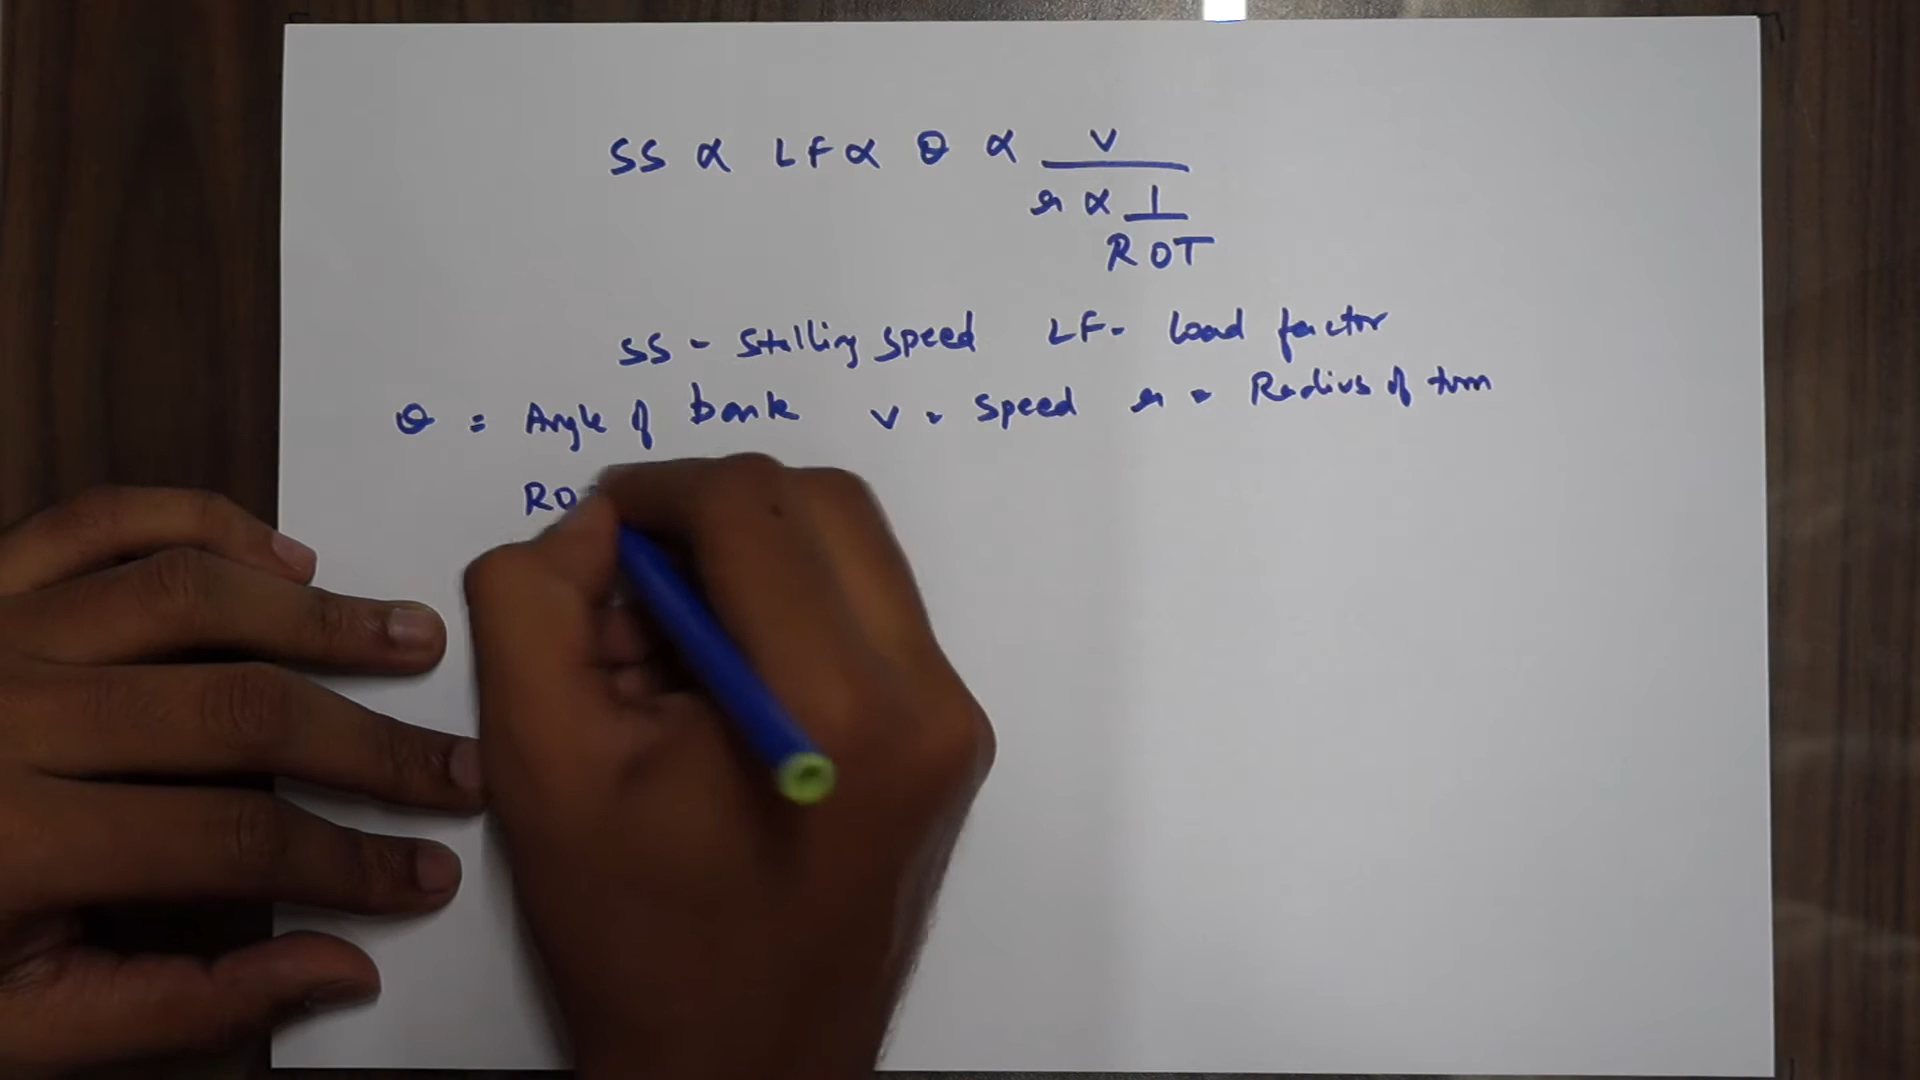 SS ∝ LF ∝ θ ∝ V
r ∝ 1
ROT
SS - Stalling speed LF - Load factor
θ = Angle of bank V = Speed r = Radius of turn
RO